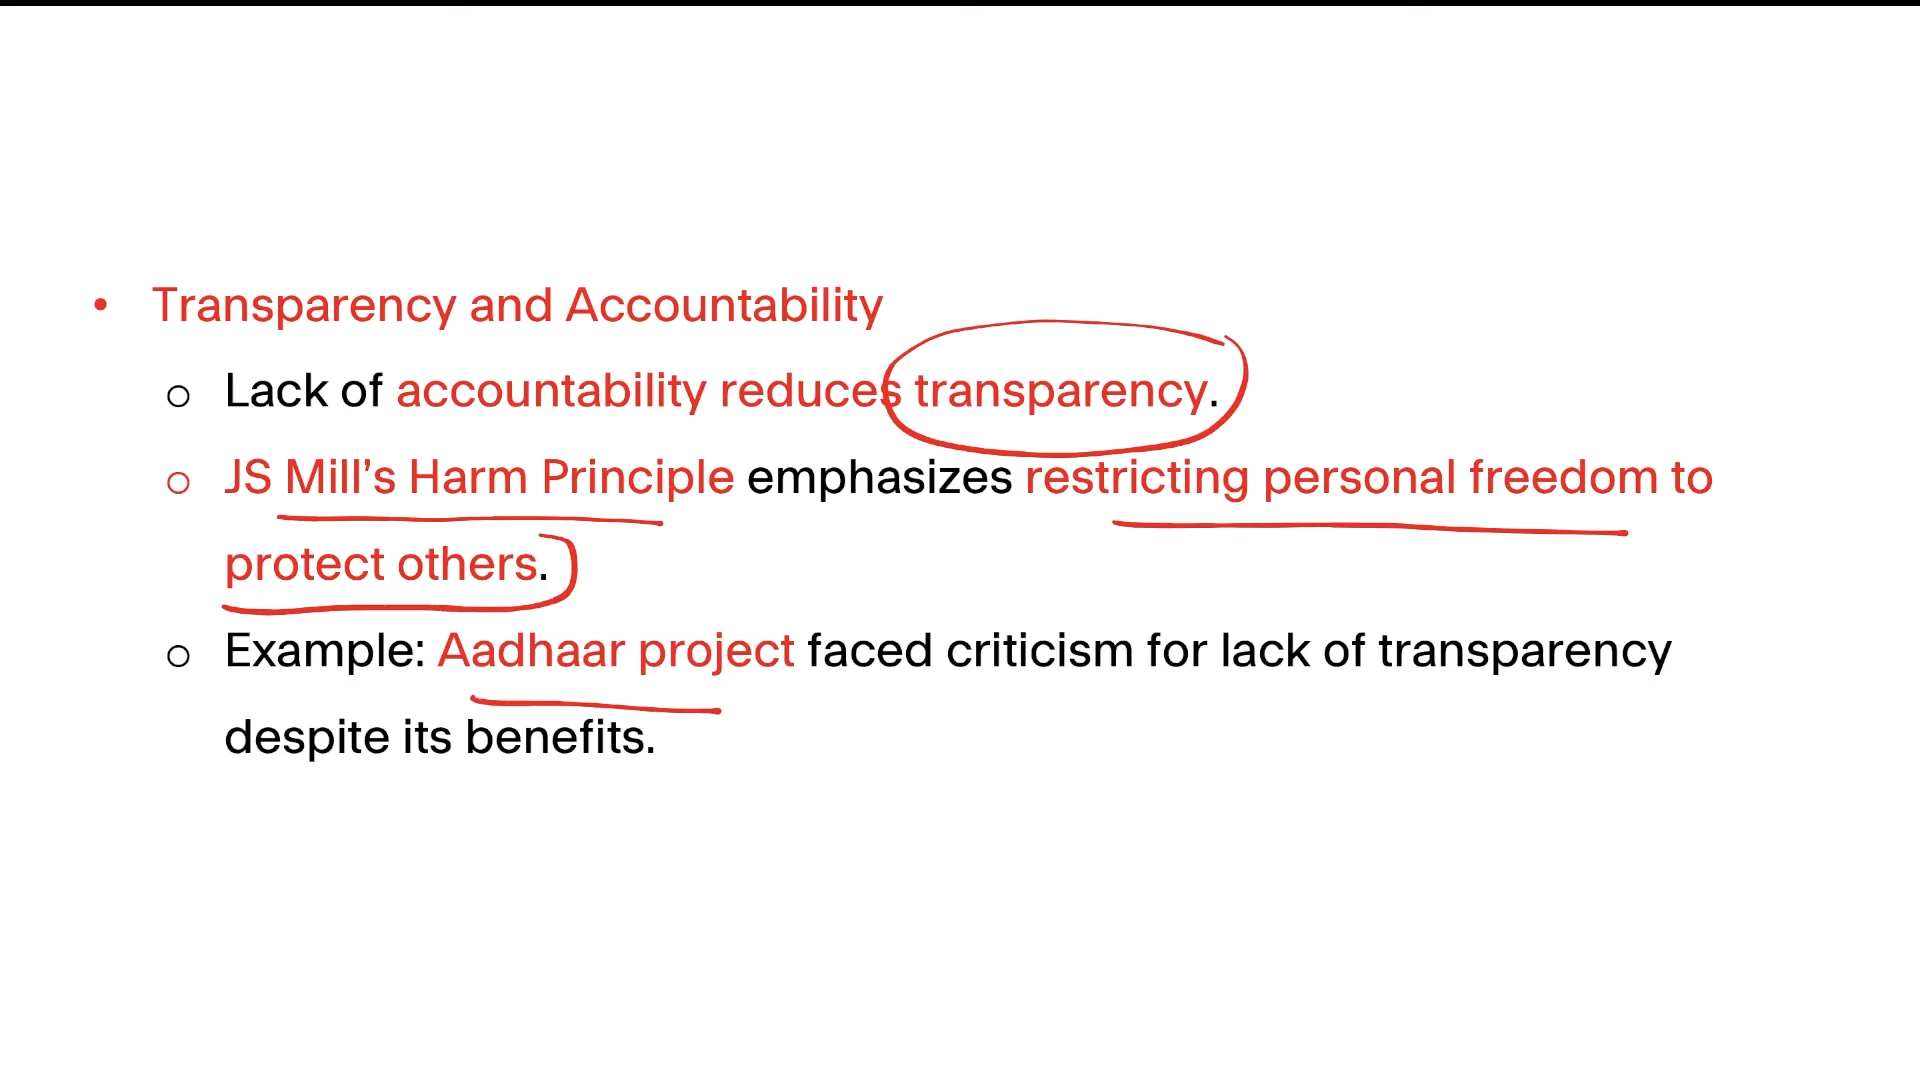 • Transparency and Accountability
○ Lack of accountability reduces transparency.
○ JS Mill’s Harm Principle emphasizes restricting personal freedom to
protect others.
○ Example: Aadhaar project faced criticism for lack of transparency
despite its benefits.